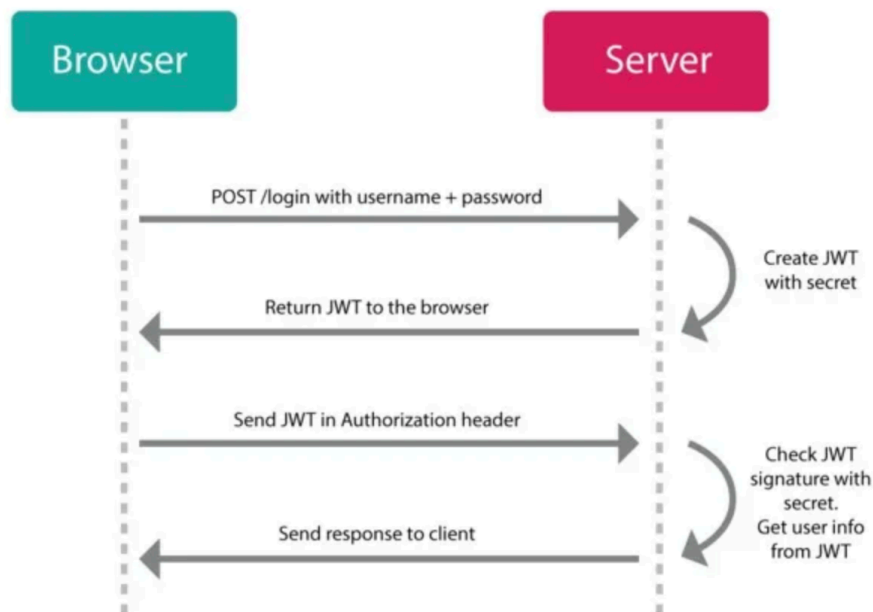 Browser
Server
POST /login with username + password
Create JWT
with secret
Return JWT to the browser
Send JWT in Authorization header
Check JWT
signature with
secret.
Get user info
from JWT
Send response to client